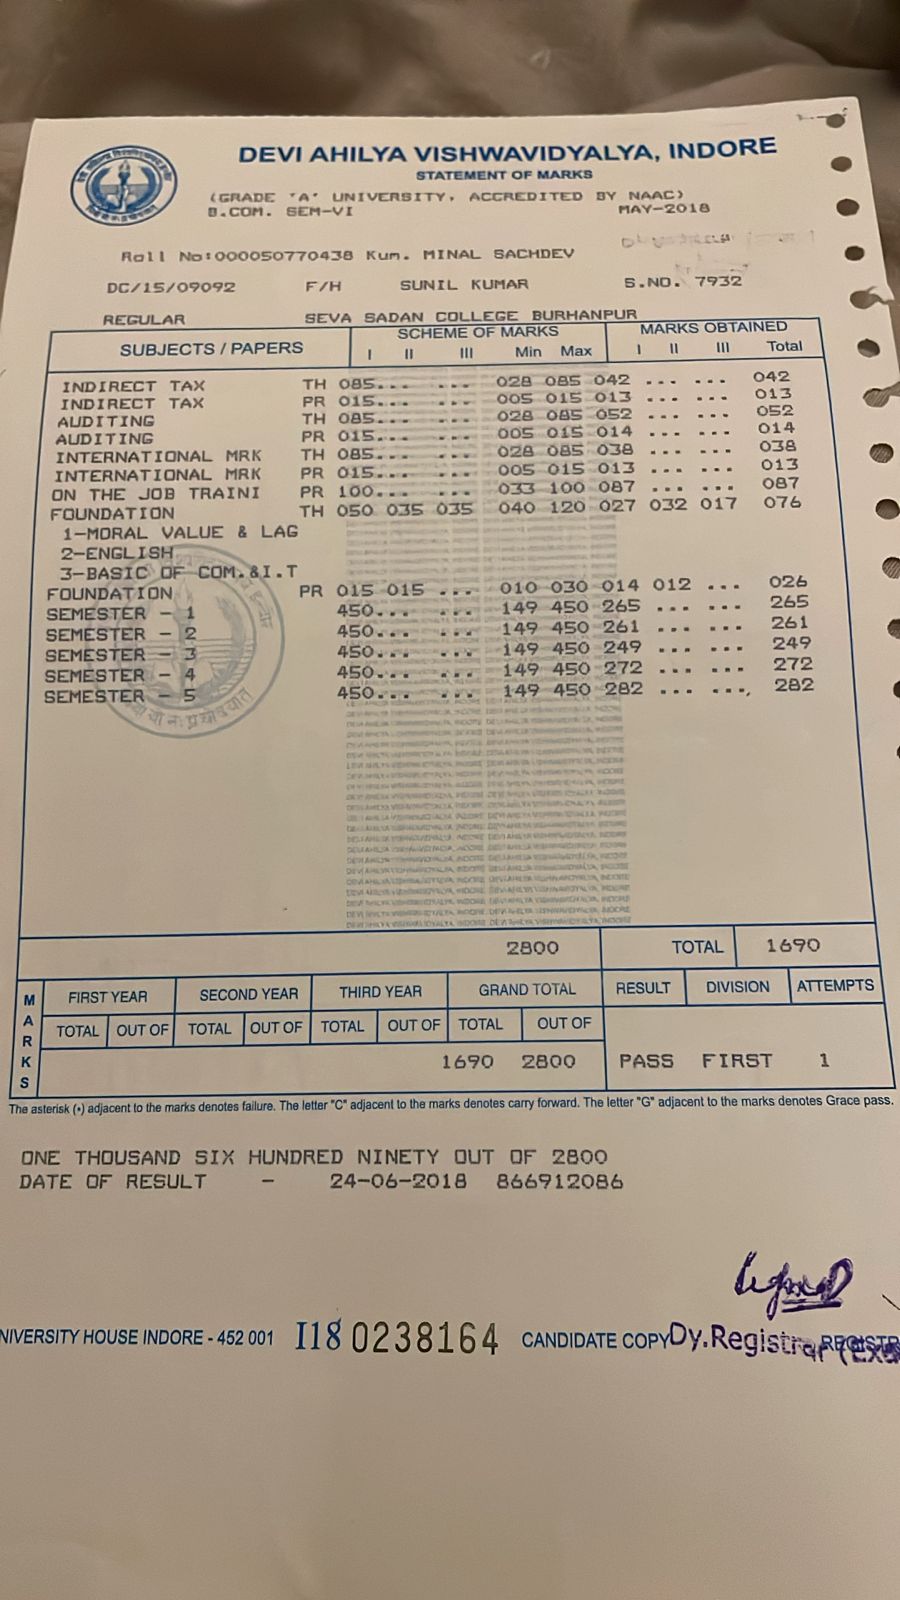 DEVI AHILYA VISHWAVIDYALYA, INDORE
STATEMENT OF MARKS
(GRADE 'A' UNIVERSITY, ACCREDITED BY NAAC)
B.COM. SEM-VI MAY-2018
Roll No:000050770438 Kum. MINAL SACHDEV
DC/15/09092 F/H SUNIL KUMAR S.NO. 7932
REGULAR SEVA SADAN COLLEGE BURHANPUR
SUBJECTS / PAPERS SCHEME OF MARKS MARKS OBTAINED
I II III Min Max I II III Total
INDIRECT TAX TH 085... ... 028 085 042 ... ... 042
INDIRECT TAX PR 015... ... 005 015 013 ... ... 013
AUDITING TH 085... ... 028 085 052 ... ... 052
AUDITING PR 015... ... 005 015 014 ... ... 014
INTERNATIONAL MRK TH 085... ... 028 085 038 ... ... 038
INTERNATIONAL MRK PR 015... ... 005 015 013 ... ... 013
ON THE JOB TRAINI PR 100... ... 033 100 087 ... ... 087
FOUNDATION TH 050 035 035 040 120 027 032 017 076
1-MORAL VALUE & LAG
2-ENGLISH
3-BASIC OF COM.&I.T
FOUNDATION PR 015 015 ... 010 030 014 012 ... 026
SEMESTER - 1 450... ... 149 450 265 ... ... 265
SEMESTER - 2 450... ... 149 450 261 ... ... 261
SEMESTER - 3 450... ... 149 450 249 ... ... 249
SEMESTER - 4 450... ... 149 450 272 ... ... 272
SEMESTER - 5 450... ... 149 450 282 ... ... 282
2800 TOTAL 1690
MARKS FIRST YEAR SECOND YEAR THIRD YEAR GRAND TOTAL RESULT DIVISION ATTEMPTS
TOTAL OUT OF TOTAL OUT OF TOTAL OUT OF TOTAL OUT OF
1690 2800 PASS FIRST 1
The asterisk (*) adjacent to the marks denotes failure. The letter "C" adjacent to the marks denotes carry forward. The letter "G" adjacent to the marks denotes Grace pass.
ONE THOUSAND SIX HUNDRED NINETY OUT OF 2800
DATE OF RESULT - 24-06-2018 866912086
NIVERSITY HOUSE INDORE - 452 001 I18 0238164 CANDIDATE COPY Dy.Registrar